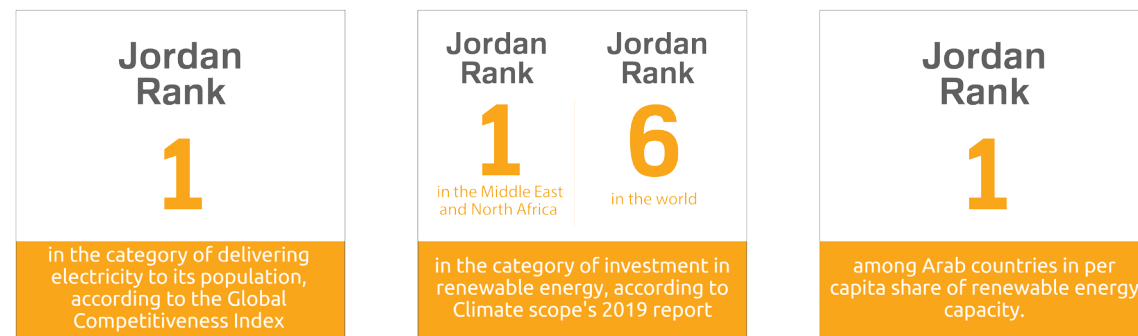 Jordan
Rank
1
in the category of delivering
electricity to its population,
according to the Global
Competitiveness Index
Jordan
Rank
1
in the Middle East
and North Africa
Jordan
Rank
6
in the world
in the category of investment in
renewable energy, according to
Climate scope's 2019 report
Jordan
Rank
1
among Arab countries in per
capita share of renewable energy
capacity.